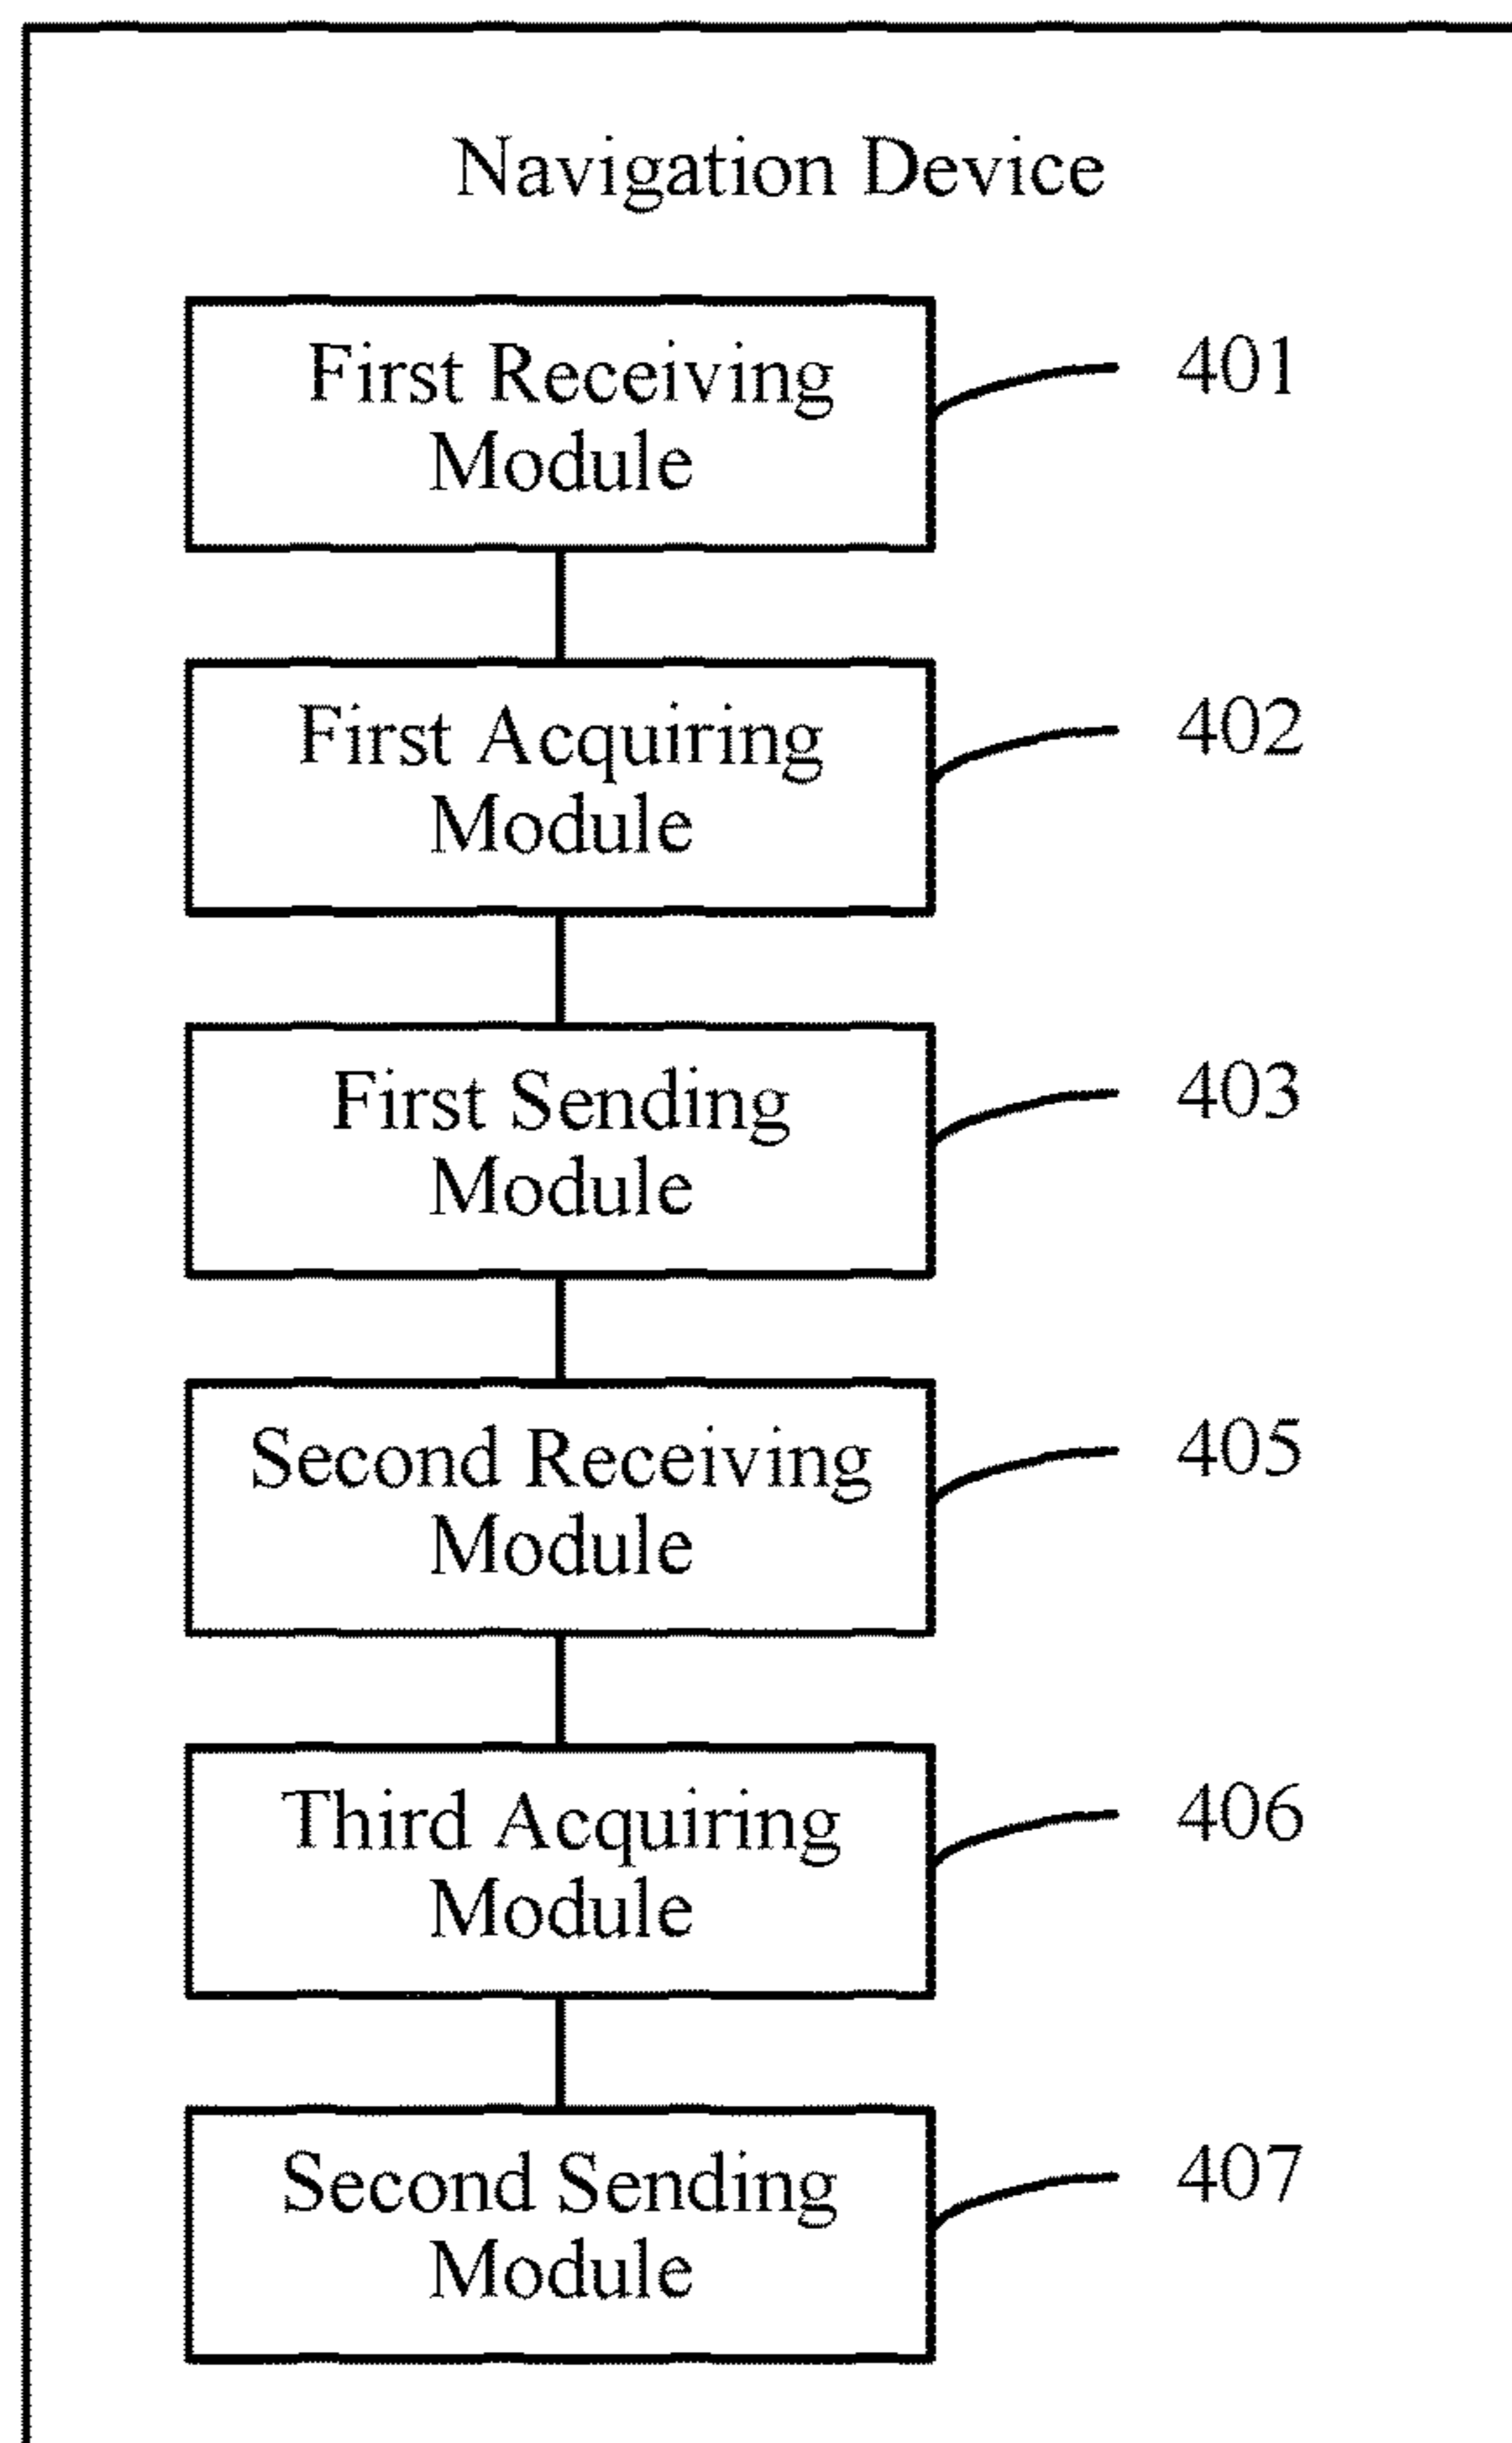 Navigation Device
First Receiving
Module
401
First Acquiring
Module
402
First Sending
Module
403
Second Receiving
Module
405
Third Acquiring
Module
406
Second Sending
Module
407